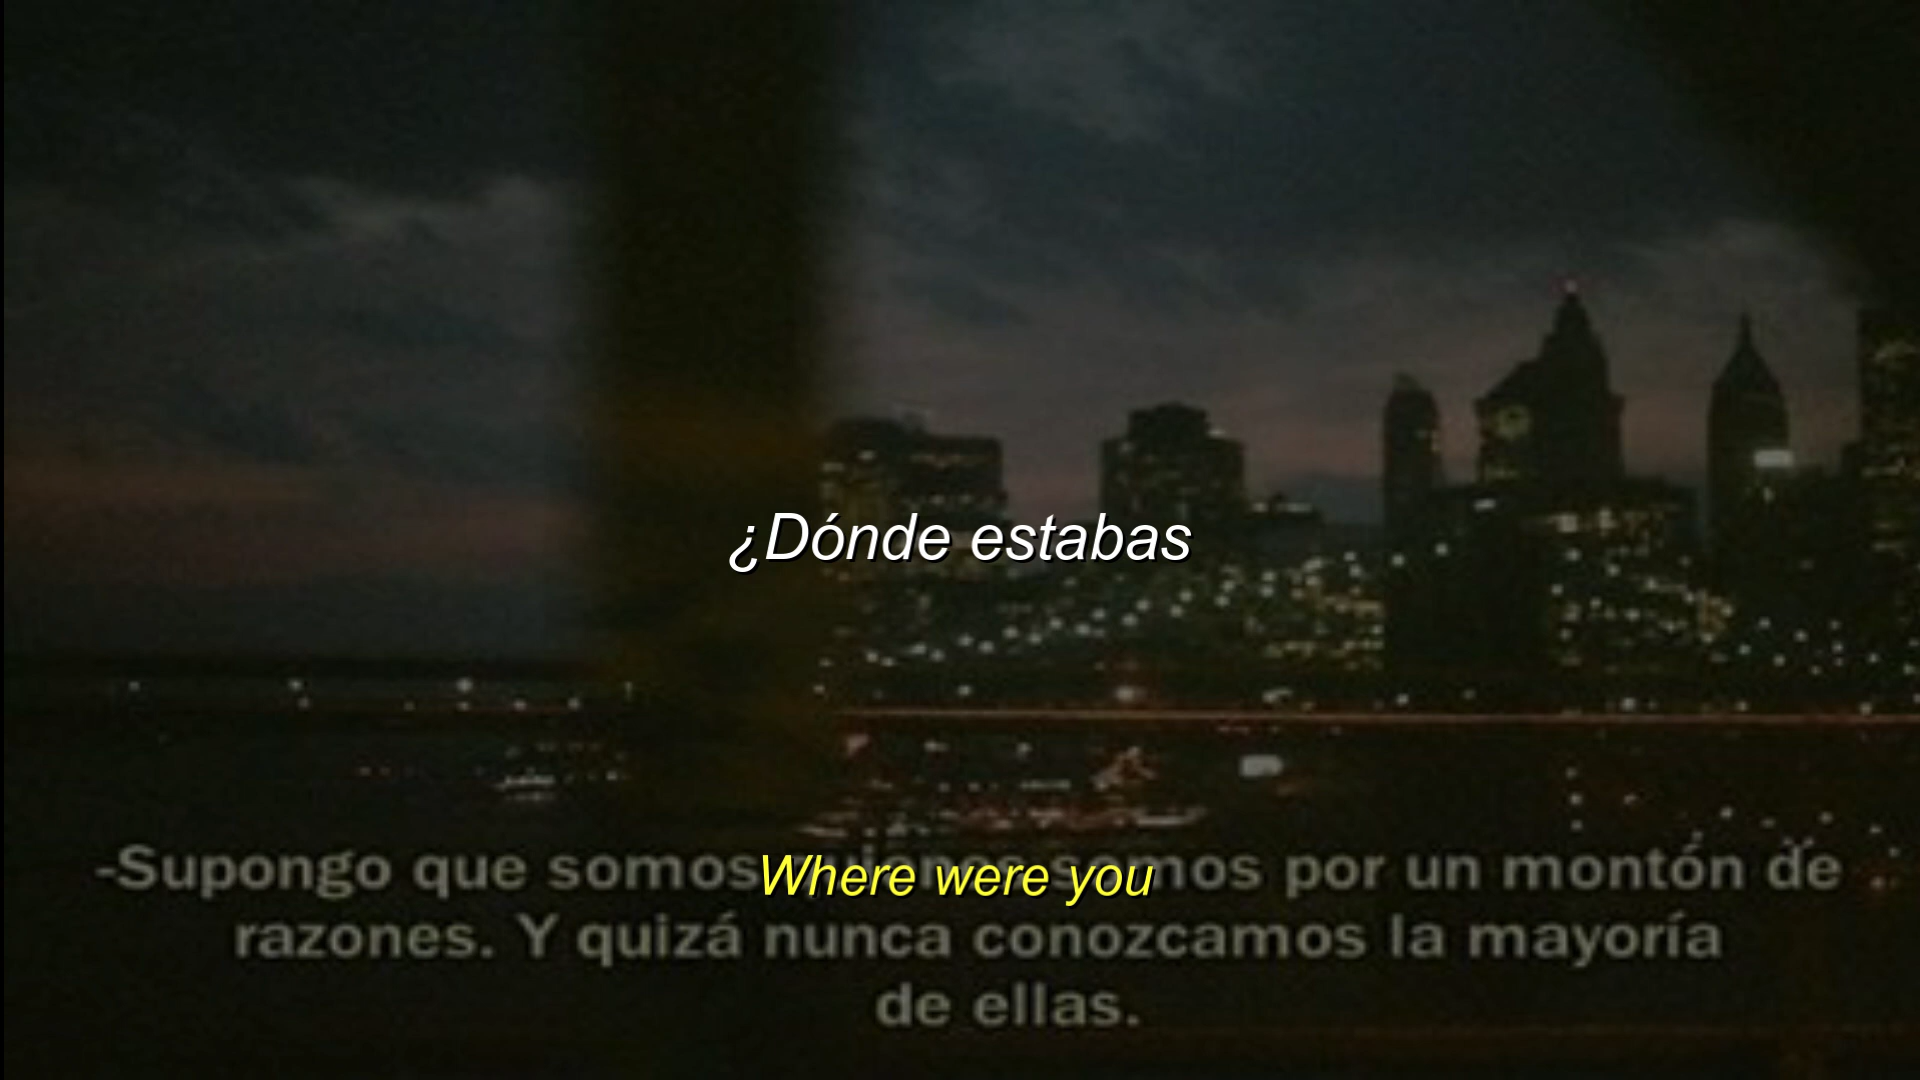 ¿Dónde estabas
Where were you
-Supongo que somos somos por un montón de
razones. Y quizá nunca conozcamos la mayoría
de ellas.